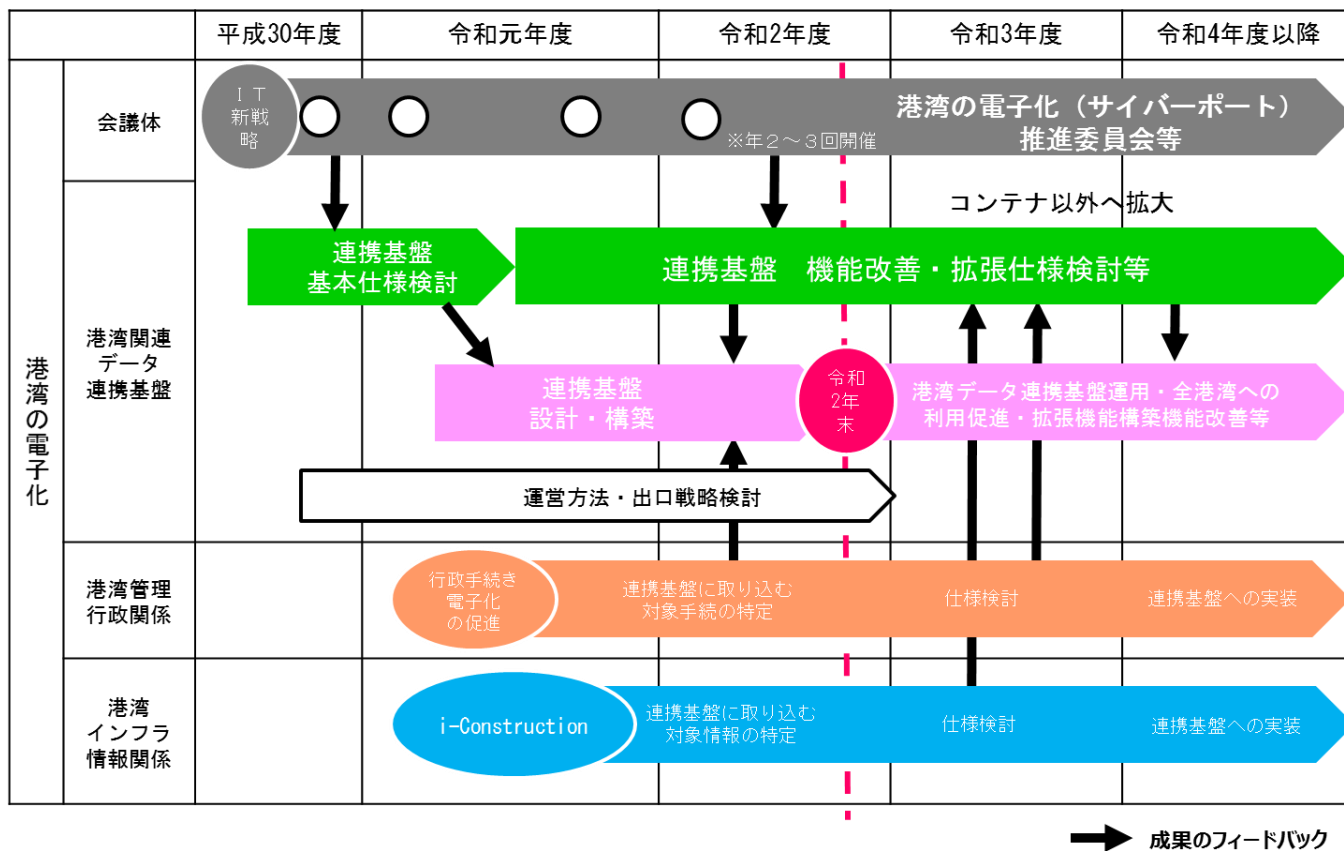 平成30年度
令和元年度
令和2年度
令和3年度
令和4年度以降
港湾の電子化
会議体
ＩＴ
新戦
略
※年２～３回開催
港湾の電子化（サイバーポート）
推進委員会等
港湾関連
データ
連携基盤
コンテナ以外へ拡大
連携基盤
基本仕様検討
連携基盤　機能改善・拡張仕様検討等
連携基盤
設計・構築
令和
2年
末
港湾データ連携基盤運用・全港湾への
利用促進・拡張機能構築機能改善等
運営方法・出口戦略検討
港湾管理
行政関係
行政手続き
電子化
の促進
連携基盤に取り込む
対象手続の特定
仕様検討
連携基盤への実装
港湾
インフラ
情報関係
i-Construction
連携基盤に取り込む
対象情報の特定
仕様検討
連携基盤への実装
成果のフィードバック